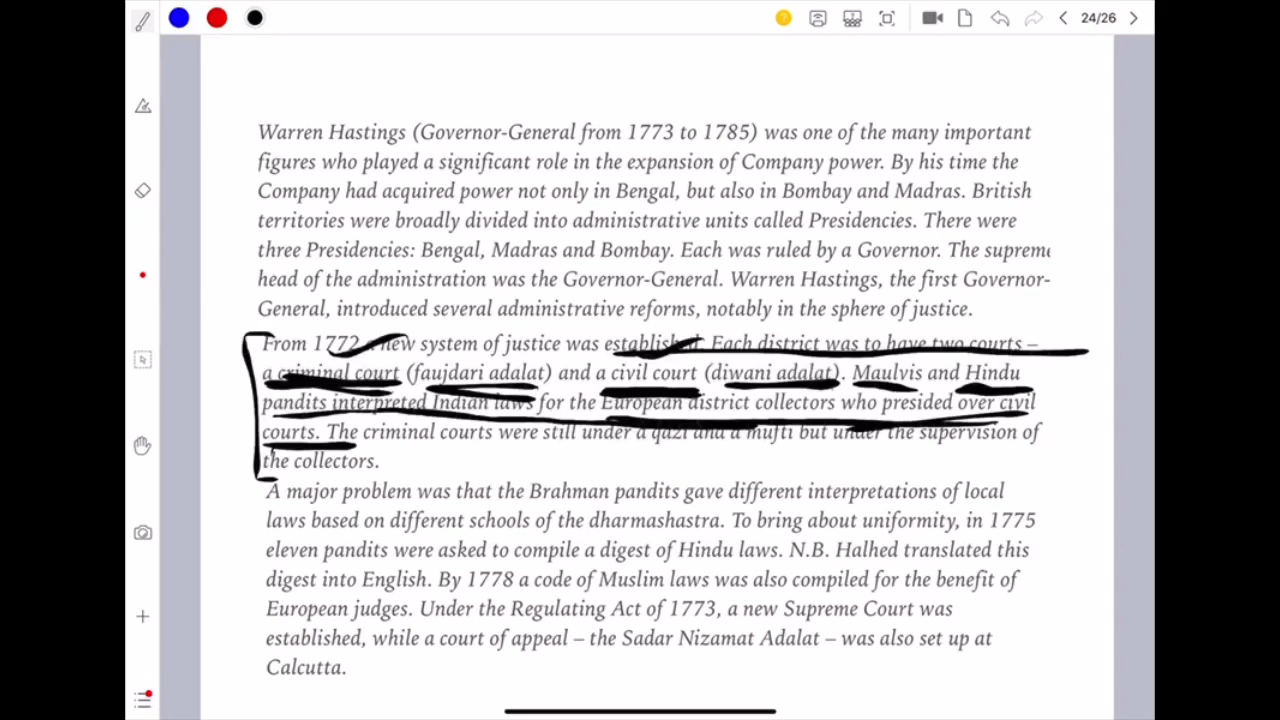 24/26
Warren Hastings (Governor-General from 1773 to 1785) was one of the many important
figures who played a significant role in the expansion of Company power. By his time the
Company had acquired power not only in Bengal, but also in Bombay and Madras. British
territories were broadly divided into administrative units called Presidencies. There were
three Presidencies: Bengal, Madras and Bombay. Each was ruled by a Governor. The supreme
head of the administration was the Governor-General. Warren Hastings, the first Governor-
General, introduced several administrative reforms, notably in the sphere of justice.
From 1772 a new system of justice was established. Each district was to have two courts –
a criminal court (faujdari adalat) and a civil court (diwani adalat). Maulvis and Hindu
pandits interpreted Indian laws for the European district collectors who presided over civil
courts. The criminal courts were still under a qazi and a mufti but under the supervision of
the collectors.
A major problem was that the Brahman pandits gave different interpretations of local
laws based on different schools of the dharmashastra. To bring about uniformity, in 1775
eleven pandits were asked to compile a digest of Hindu laws. N.B. Halhed translated this
digest into English. By 1778 a code of Muslim laws was also compiled for the benefit of
European judges. Under the Regulating Act of 1773, a new Supreme Court was
established, while a court of appeal – the Sadar Nizamat Adalat – was also set up at
Calcutta.